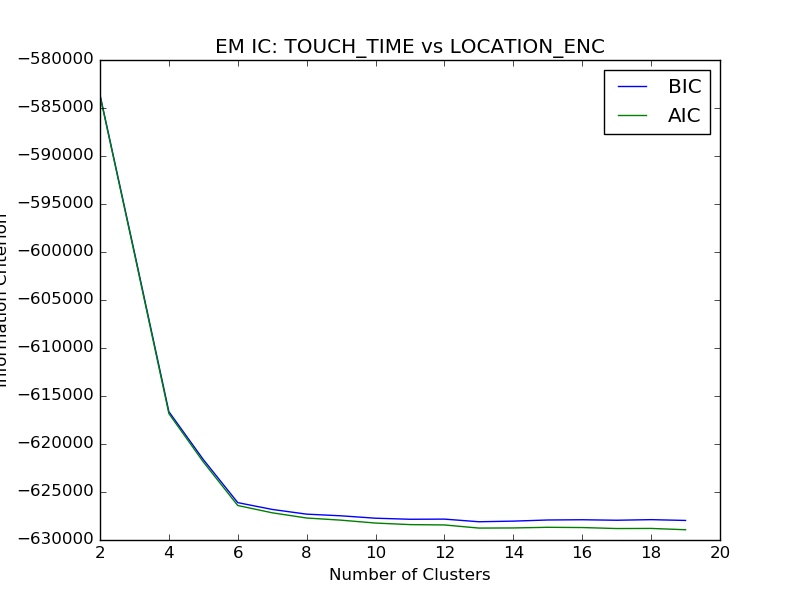 EM IC: TOUCH_TIME vs LOCATION_ENC
BIC
AIC
−580000
−585000
−590000
−595000
−600000
−605000
−610000
−615000
−620000
−625000
−630000
Information Criterion
2 4 6 8 10 12 14 16 18 20
Number of Clusters